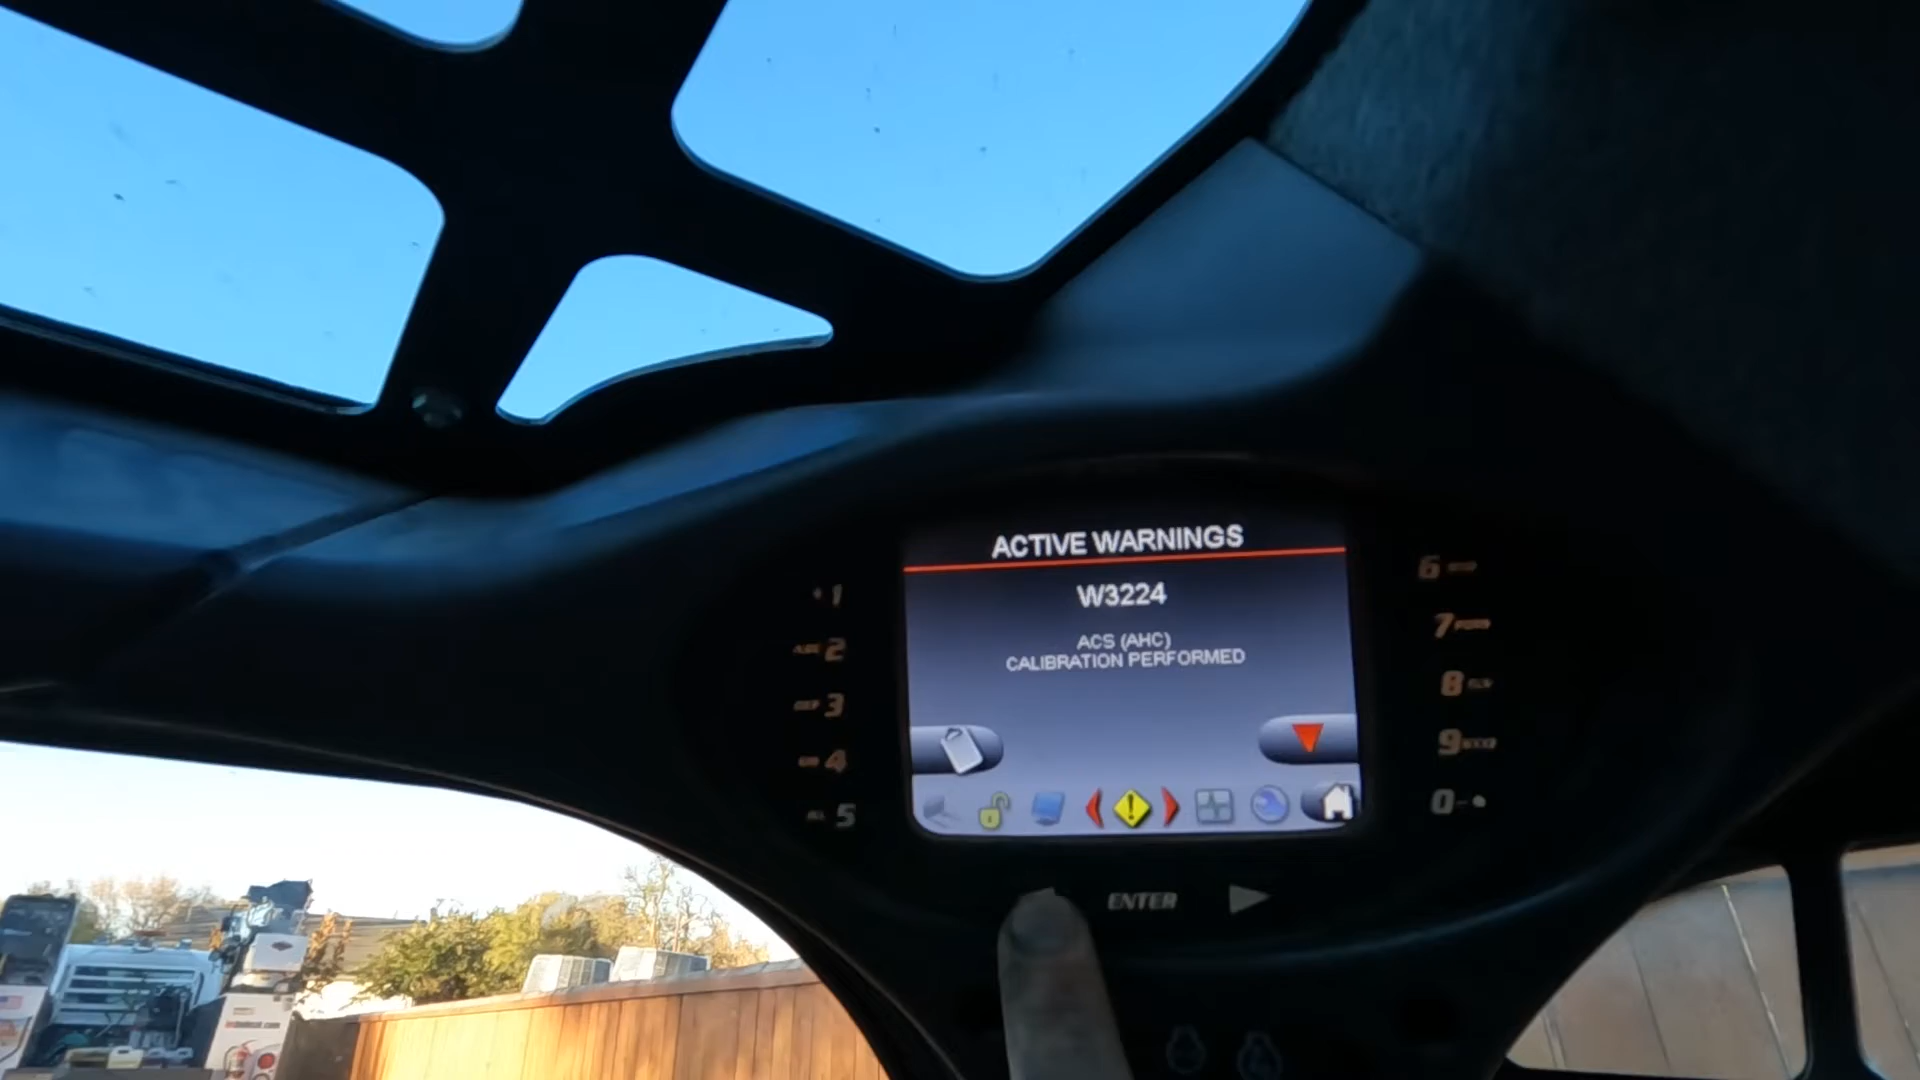 ACTIVE WARNINGS
W3224
ACS (AHC)
CALIBRATION PERFORMED
1
2
3
4
5
6
7
8
9
0
ENTER